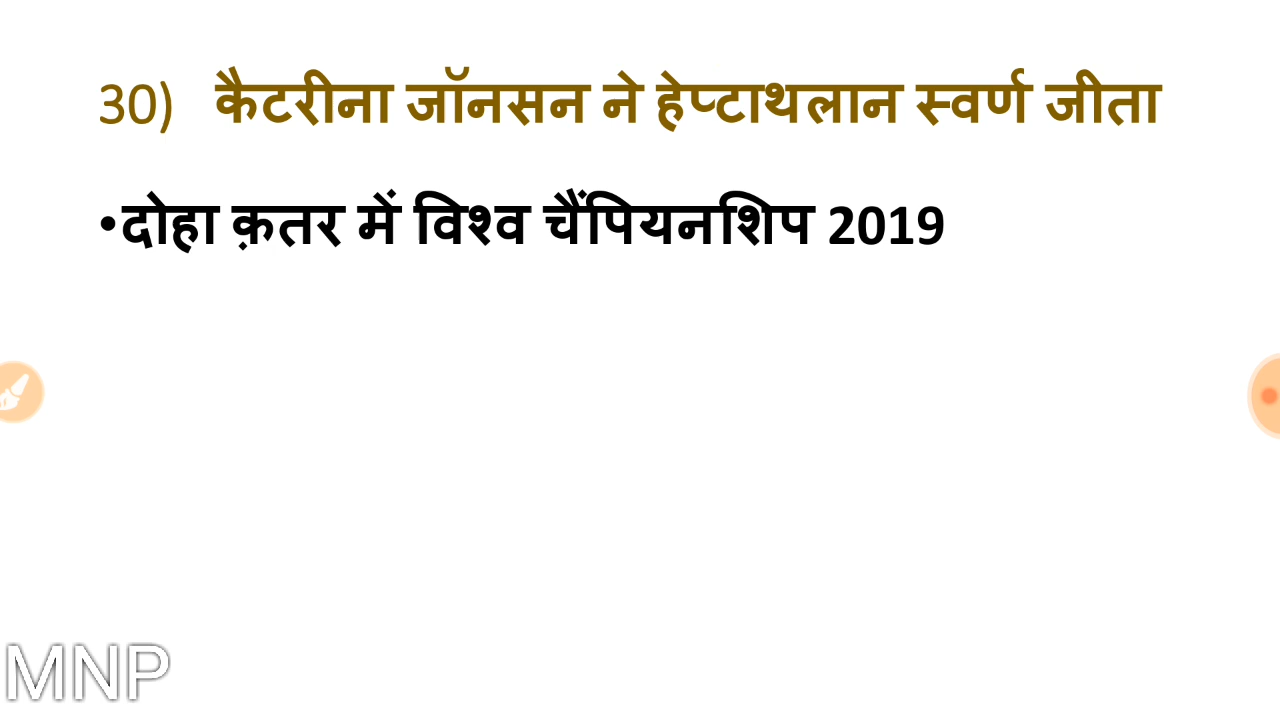 30) कैटरीना जॉनसन ने हेप्टाथलान स्वर्ण जीता
•दोहा क़तर में विश्व चैंपियनशिप 2019
MNP